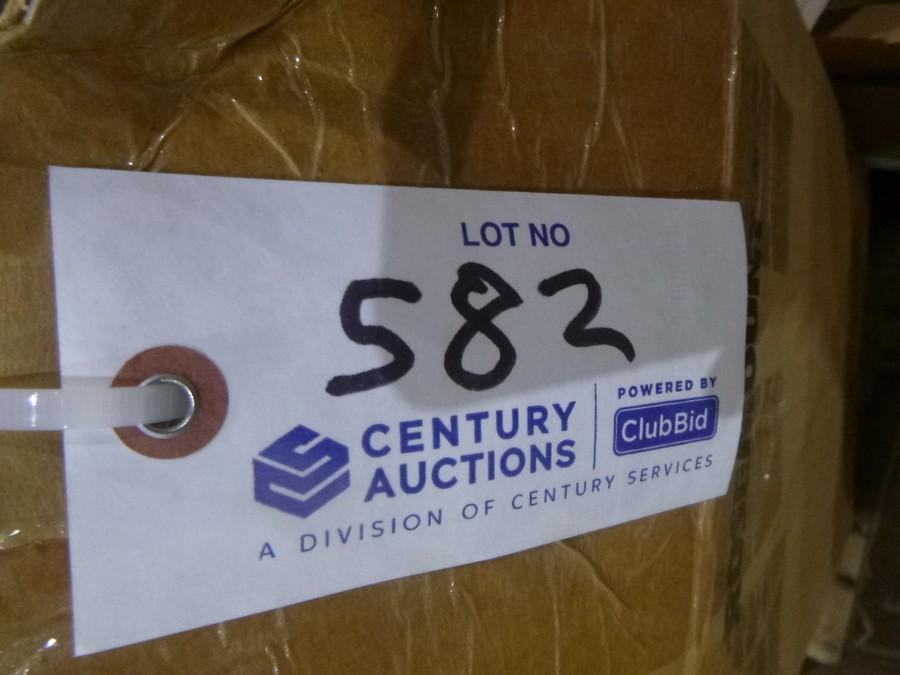 LOT NO
582
CENTURY AUCTIONS
POWERED BY
ClubBid
A DIVISION OF CENTURY SERVICES